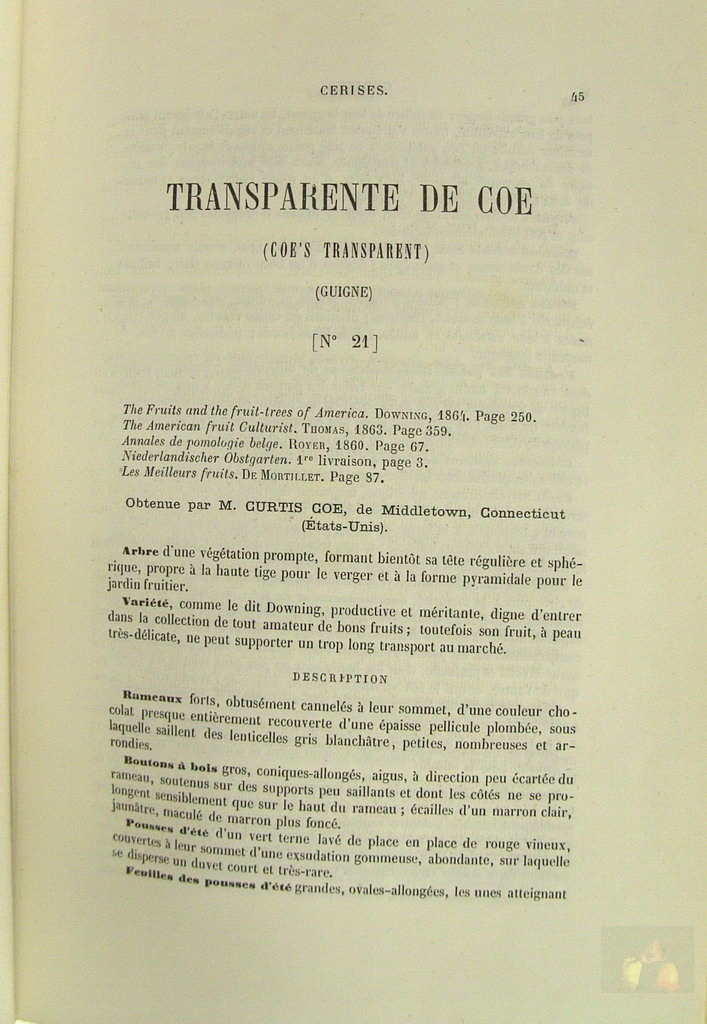 CERISES.
45
TRANSPARENTE DE COE
(COE'S TRANSPARENT)
(GUIGNE)
[N° 21]
The Fruits and the fruit-trees of America. DOWNING, 1864. Page 250.
The American fruit Culturist. THOMAS, 1863. Page 359.
Annales de pomologie belge. ROYER, 1860. Page 67.
Niederlandischer Obstgarten. 1re livraison, page 3.
Les Meilleurs fruits. DE MORTILLET. Page 87.
Obtenue par M. CURTIS COE, de Middletown, Connecticut
(États-Unis).
Arbre d'une végétation prompte, formant bientôt sa tête régulière et sphé-
rique, propre à la haute tige pour le verger et à la forme pyramidale pour le
jardin fruitier.
Variété, comme le dit Downing, productive et méritante, digne d'entrer
dans la collection de tout amateur de bons fruits ; toutefois son fruit, à peau
très-délicate, ne peut supporter un trop long transport au marché.
DESCRIPTION
Rameaux forts, obtusément cannelés à leur sommet, d'une couleur cho-
colat presque entièrement recouverte d'une épaisse pellicule plombée, sous
laquelle saillent des lenticelles gris blanchâtre, petites, nombreuses et ar-
rondies.
Boutons à bois gros, coniques-allongés, aigus, à direction peu écartée du
rameau, soutenus sur des supports peu saillants et dont les côtés ne se pro-
longent sensiblement que sur le haut du rameau ; écailles d'un marron clair,
jaunâtre, maculé de marron plus foncé.
Pousses d'été d'un vert terne lavé de place en place de rouge vineux,
couvertes à leur sommet d'une exsudation gommeuse, abondante, sur laquelle
se disperse un duvet court et très-rare.
Feuilles des pousses d'été grandes, ovales-allongées, les unes atteignant